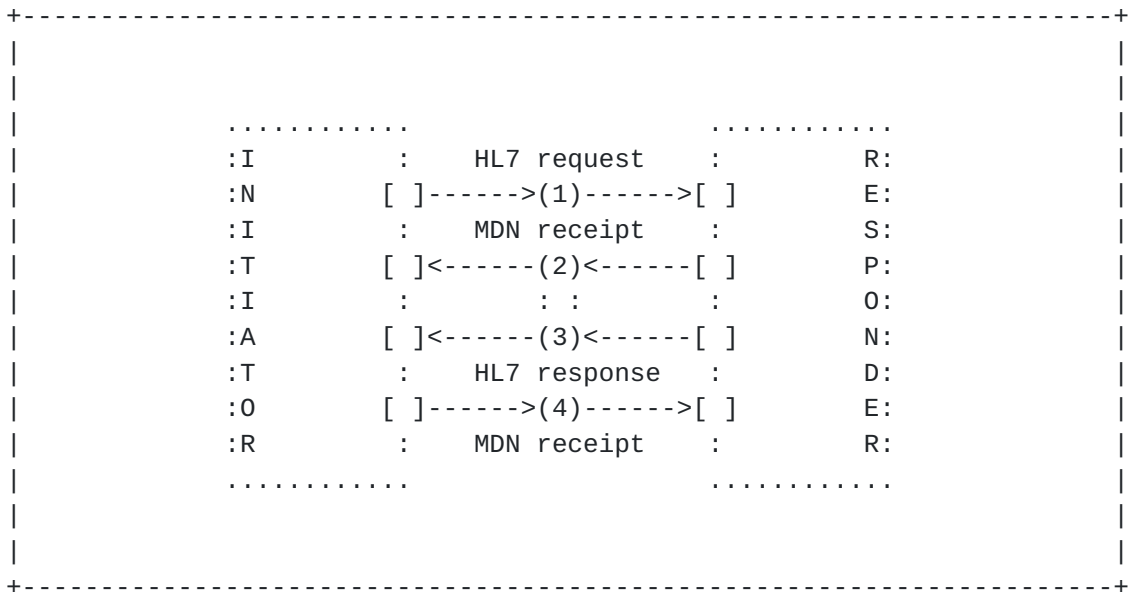 +----------------------------------------------------------------------+
|                                                                      |
|                                                                      |
|             ............                   ............              |
|             :I         :    HL7 request    :         R:              |
|             :N        [ ]------>(1)------>[ ]        E:              |
|             :I         :    MDN receipt    :         S:              |
|             :T        [ ]<------(2)<------[ ]        P:              |
|             :I         :        : :        :         O:              |
|             :A        [ ]<------(3)<------[ ]        N:              |
|             :T         :    HL7 response   :         D:              |
|             :O        [ ]------>(4)------>[ ]        E:              |
|             :R         :    MDN receipt    :         R:              |
|             ............                   ............              |
|                                                                      |
|                                                                      |
+----------------------------------------------------------------------+